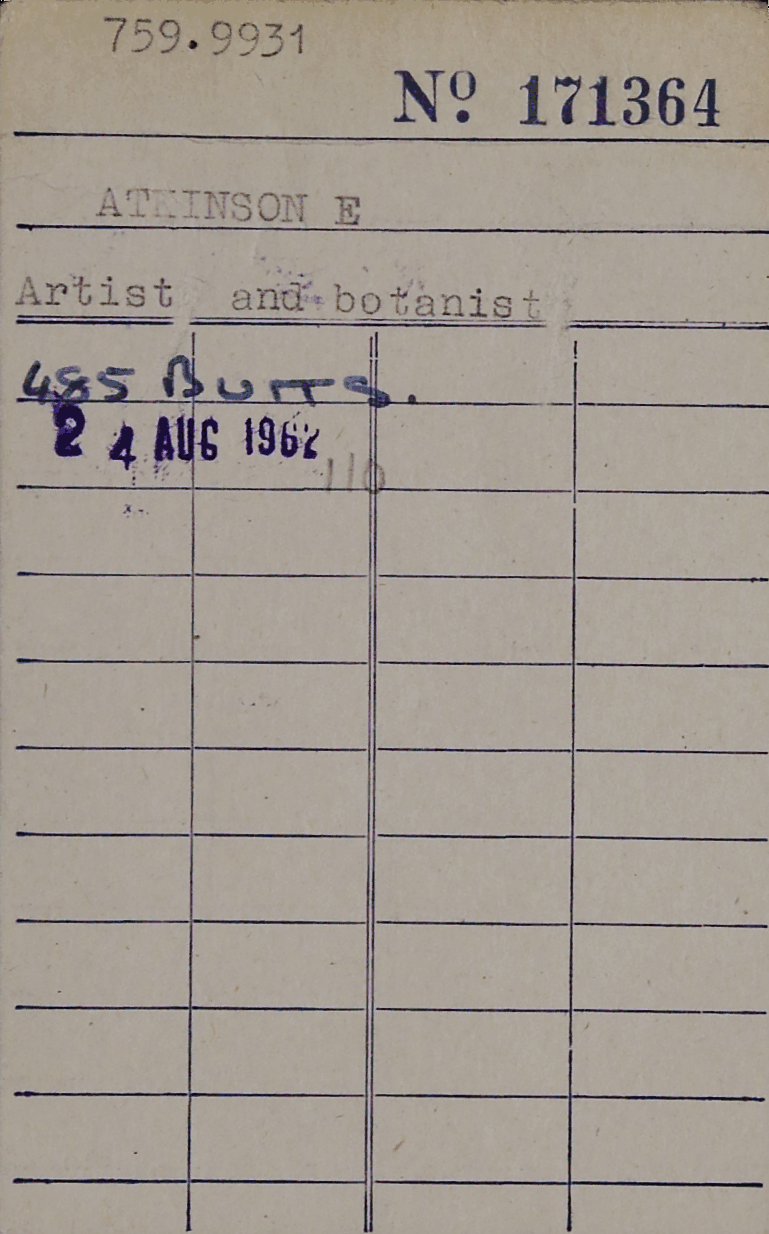 759.9931
Nº 171364
ATKINSON E
Artist and botanist
485 Butts.
24 AUG 1962
110